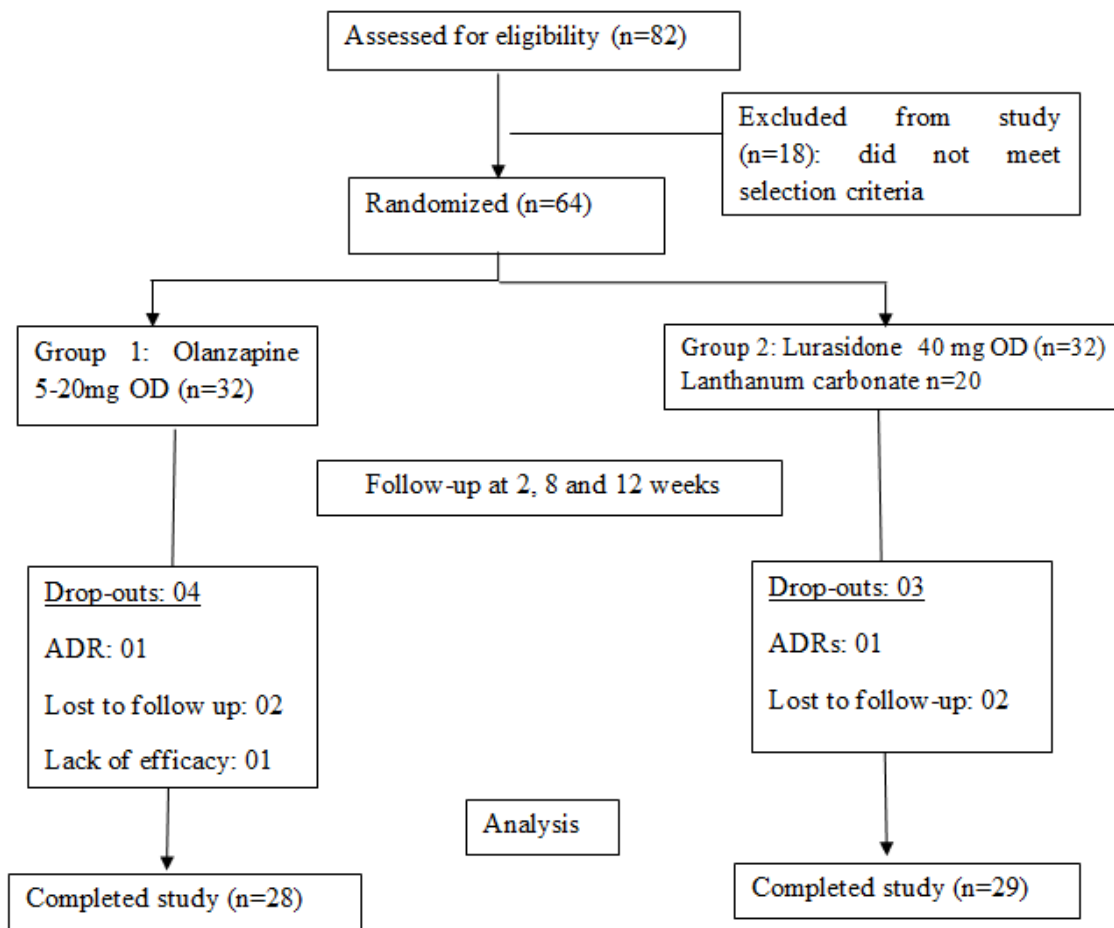 Assessed for eligibility (n=82)
Excluded from study
(n=18): did not meet
selection criteria
Randomized (n=64)
Group 1: Olanzapine
5-20mg OD (n=32)
Group 2: Lurasidone 40 mg OD (n=32)
Lanthanum carbonate n=20
Follow-up at 2, 8 and 12 weeks
Drop-outs: 04
ADR: 01
Lost to follow up: 02
Lack of efficacy: 01
Drop-outs: 03
ADRs: 01
Lost to follow-up: 02
Analysis
Completed study (n=28)
Completed study (n=29)